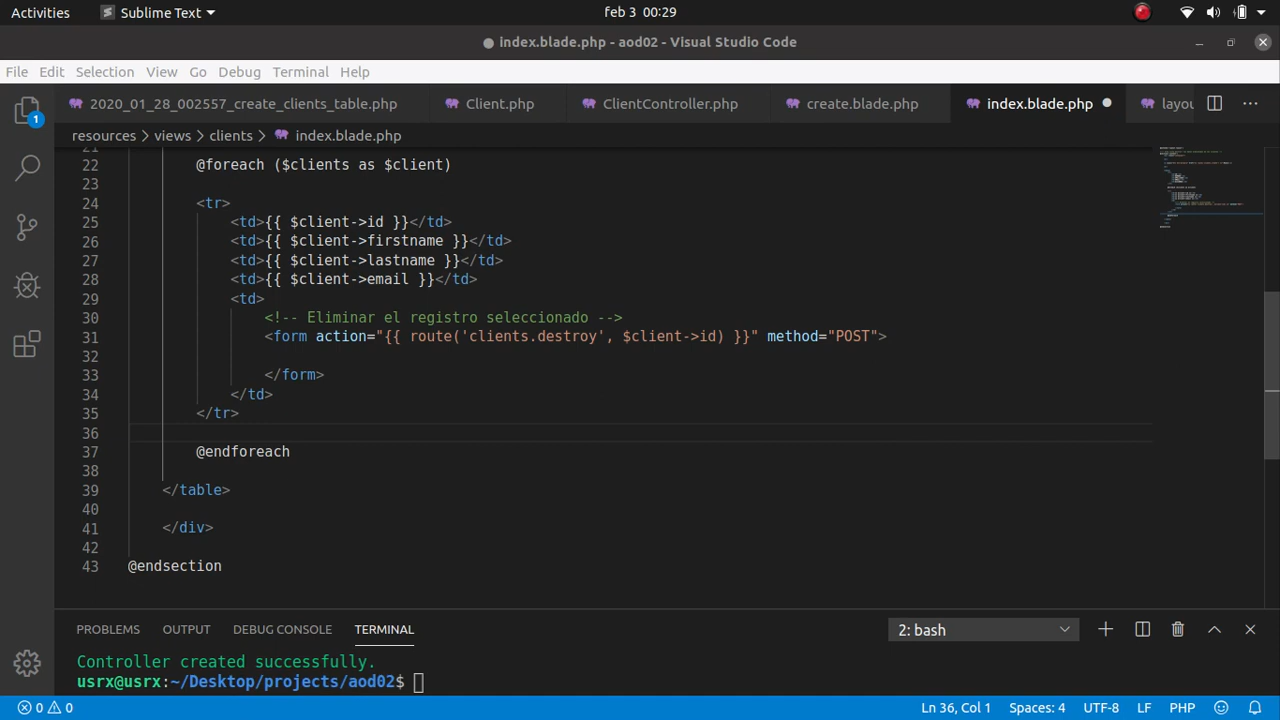 Activities Sublime Text feb 3 00:29
index.blade.php - aod02 - Visual Studio Code
File Edit Selection View Go Debug Terminal Help
2020_01_28_002557_create_clients_table.php Client.php ClientController.php create.blade.php index.blade.php layou
1
resources > views > clients > index.blade.php
21
22 @foreach ($clients as $client)
23
24 <tr>
25 <td>{{ $client->id }}</td>
26 <td>{{ $client->firstname }}</td>
27 <td>{{ $client->lastname }}</td>
28 <td>{{ $client->email }}</td>
29 <td>
30 <!-- Eliminar el registro seleccionado -->
31 <form action="{{ route('clients.destroy', $client->id) }}" method="POST">
32
33 </form>
34 </td>
35 </tr>
36
37 @endforeach
38
39 </table>
40
41 </div>
42
43 @endsection
PROBLEMS OUTPUT DEBUG CONSOLE TERMINAL 2: bash
Controller created successfully.
usrx@usrx:~/Desktop/projects/aod02$
0 0 Ln 36, Col 1 Spaces: 4 UTF-8 LF PHP